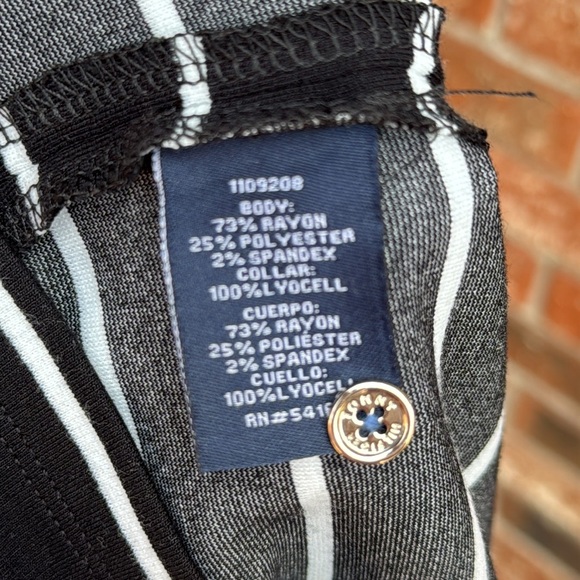 1109208
BODY:
73% RAYON
25% POLYESTER
2% SPANDEX
COLLAR:
100%LYOCELL
CUERPO:
73% RAYON
25% POLIÉSTER
2% SPANDEX
CUELLO:
100%LYOCELL
TOMMY
HILFIGER